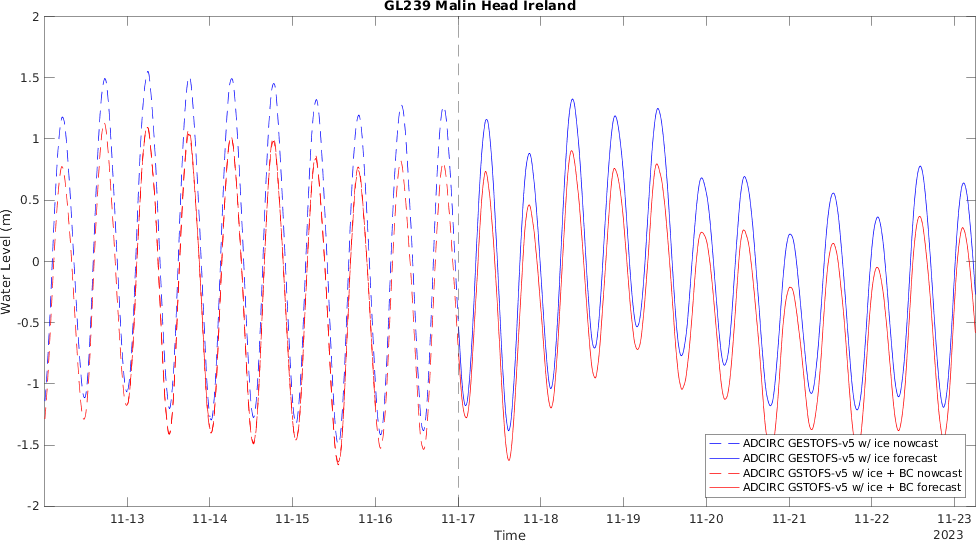 GL239 Malin Head Ireland
2
1.5
1
0.5
0
-0.5
-1
-1.5
-2
Water Level (m)
ADCIRC GESTOFS-v5 w/ ice nowcast
ADCIRC GESTOFS-v5 w/ ice forecast
ADCIRC GSTOFS-v5 w/ ice + BC nowcast
ADCIRC GSTOFS-v5 w/ ice + BC forecast
11-13 11-14 11-15 11-16 11-17 11-18 11-19 11-20 11-21 11-22 11-23
Time 2023